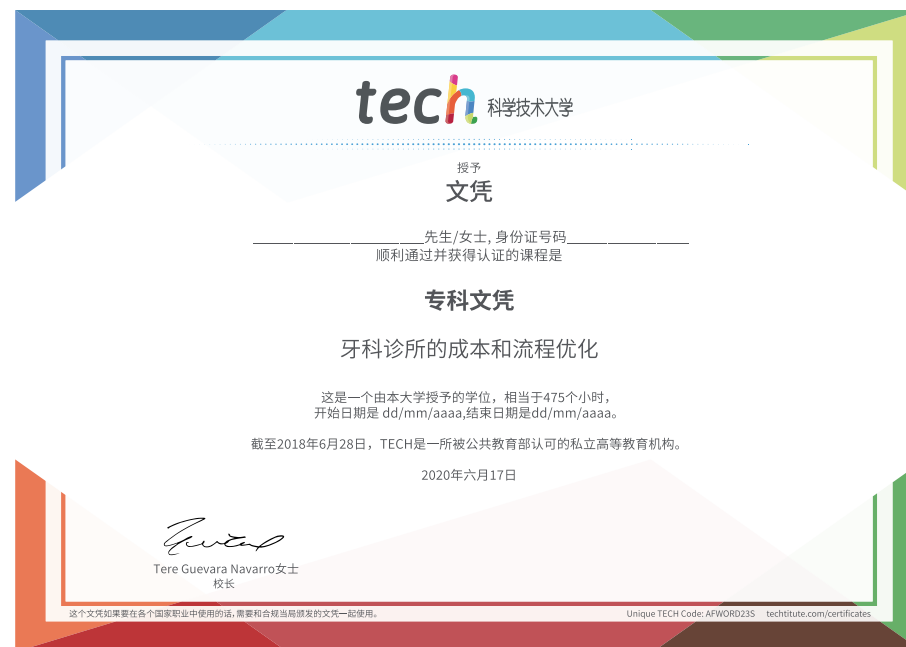 tech 科学技术大学
授予
文凭
____________________先生/女士, 身份证号码______________
顺利通过并获得认证的课程是
专科文凭
牙科诊所的成本和流程优化
这是一个由本大学授予的学位，相当于475个小时，
开始日期是 dd/mm/aaaa,结束日期是dd/mm/aaaa。
截至2018年6月28日，TECH是一所被公共教育部认可的私立高等教育机构。
2020年六月17日
Tere Guevara Navarro女士
校长
这个文凭如果要在各个国家职业中使用的话,需要和合规当局颁发的文凭一起使用。
Unique TECH Code: AFWORD23S techtitute.com/certificates